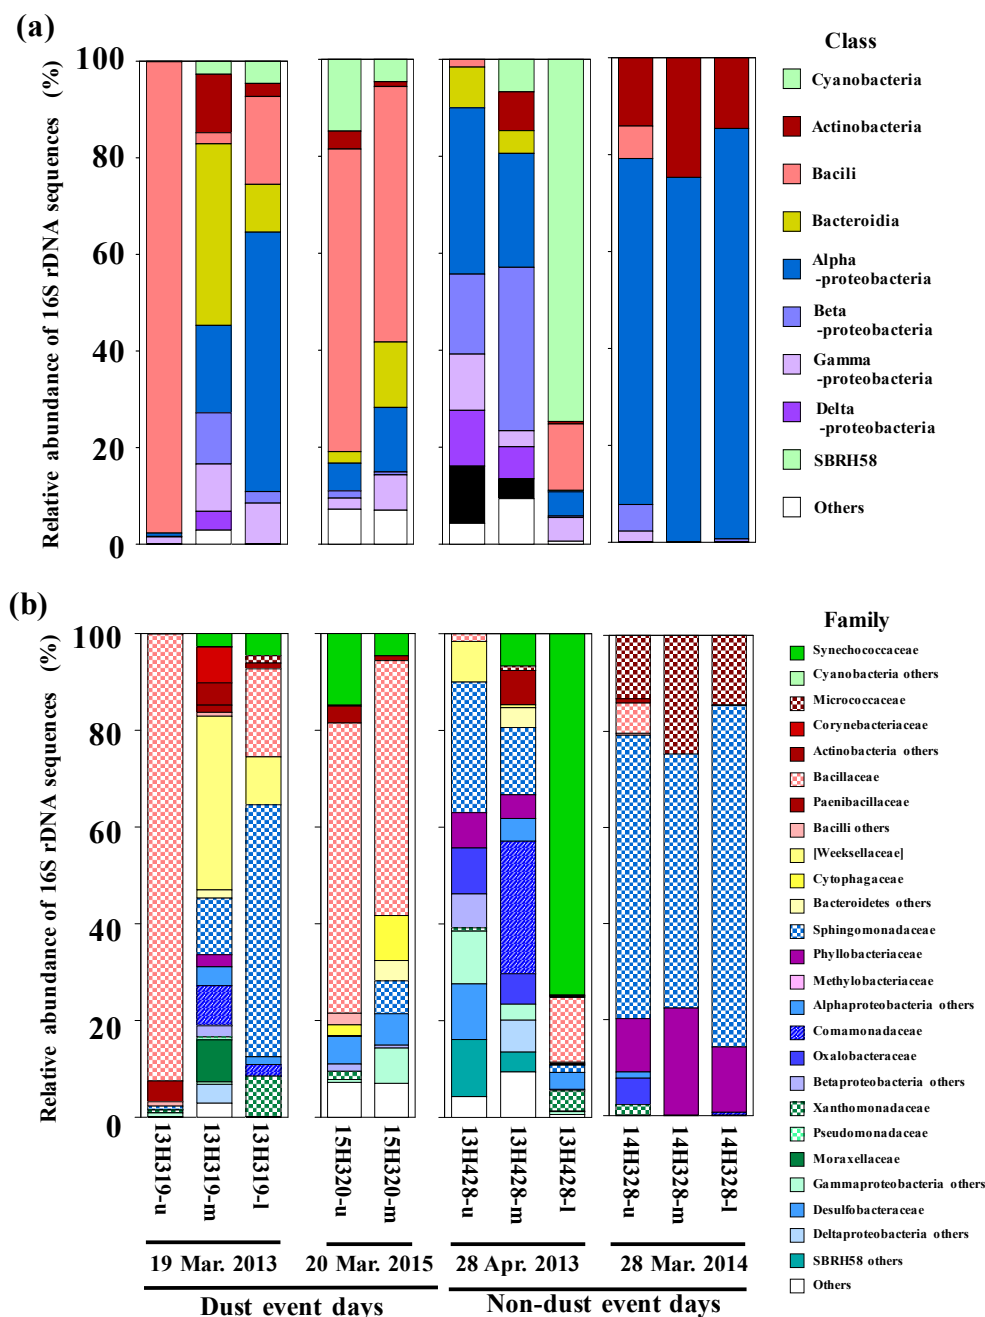 (a)
Relative abundance of 16S rDNA sequences (%)
100
80
60
40
20
0
Class
Cyanobacteria
Actinobacteria
Bacili
Bacteroidia
Alpha
-proteobacteria
Beta
-proteobacteria
Gamma
-proteobacteria
Delta
-proteobacteria
SBRH58
Others
(b)
Relative abundance of 16S rDNA sequences (%)
100
80
60
40
20
0
Family
Synechococcaceae
Cyanobacteria others
Micrococcaceae
Corynebacteriaceae
Actinobacteria others
Bacillaceae
Paenibacillaceae
Bacilli others
[Weeksellaceae]
Cytophagaceae
Bacteroidetes others
Sphingomonadaceae
Phyllobacteriaceae
Methylobacteriaceae
Alphaproteobacteria others
Comamonadaceae
Oxalobacteraceae
Betaproteobacteria others
Xanthomonadaceae
Pseudomonadaceae
Moraxellaceae
Gammaproteobacteria others
Desulfobacteraceae
Deltaproteobacteria others
SBRH58 others
Others
13H319-u
13H319-m
13H319-l
15H320-u
15H320-m
13H428-u
13H428-m
13H428-l
14H328-u
14H328-m
14H328-l
19 Mar. 2013
20 Mar. 2015
28 Apr. 2013
28 Mar. 2014
Dust event days
Non-dust event days